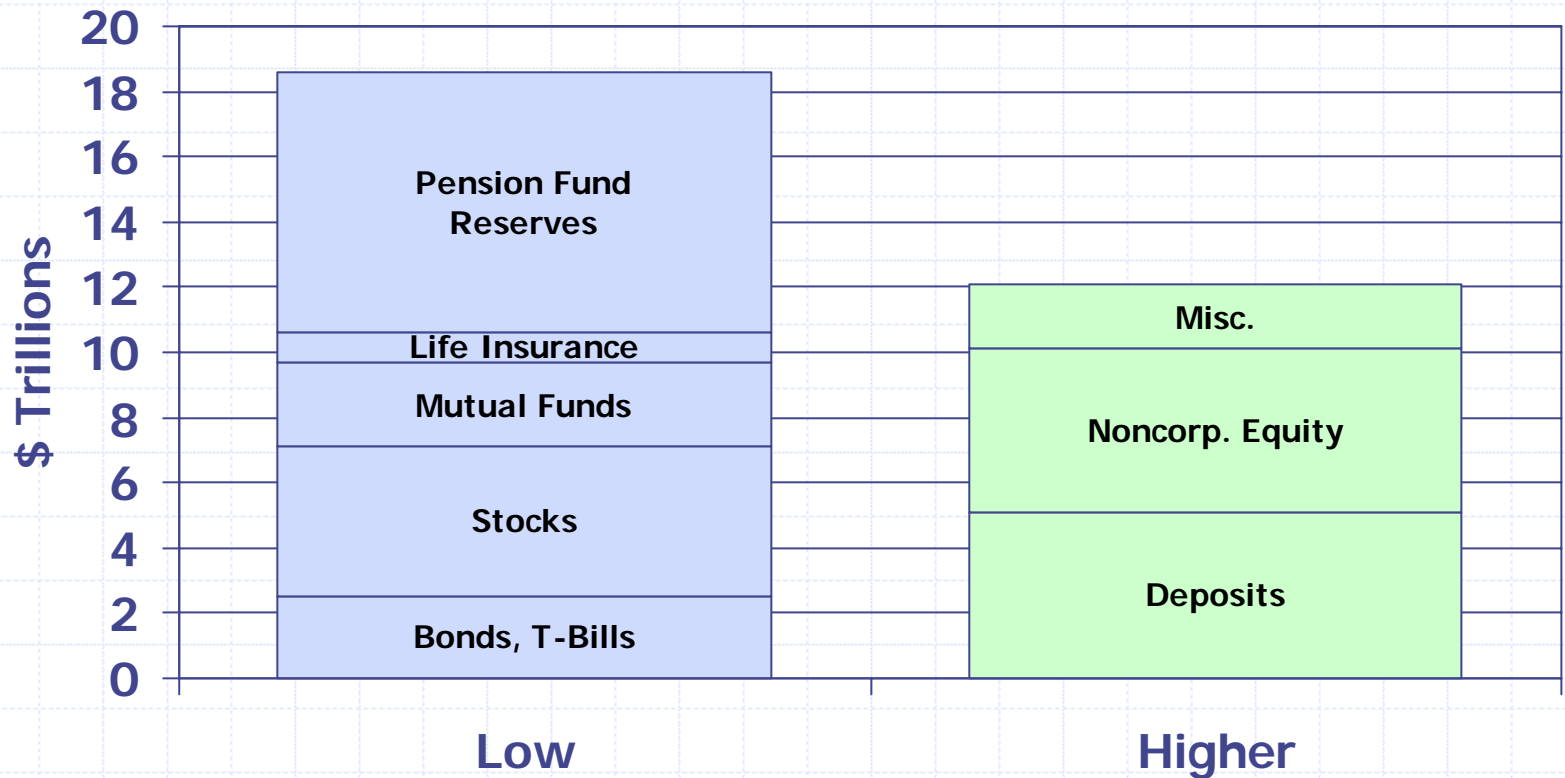 $ Trillions
20
18
16
14
12
10
8
6
4
2
0
Pension Fund
Reserves
Life Insurance
Mutual Funds
Stocks
Bonds, T-Bills
Misc.
Noncorp. Equity
Deposits
Low
Higher